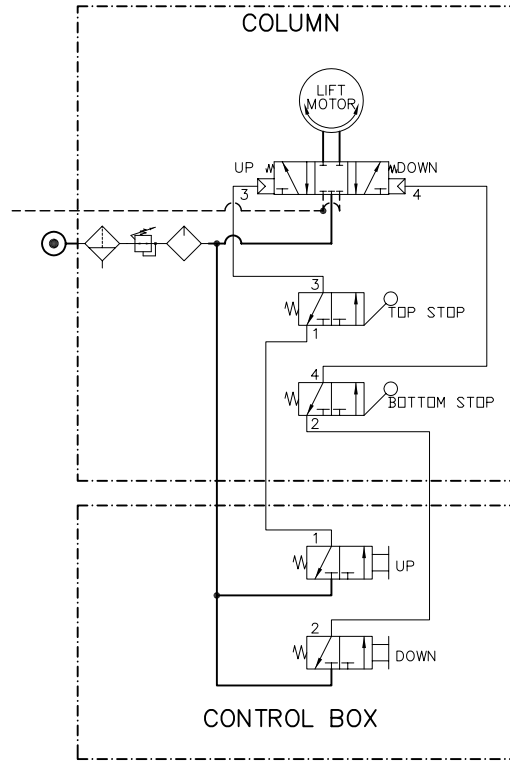 COLUMN
LIFT
MOTOR
UP
DOWN
3
4
3
TOP STOP
1
4
BOTTOM STOP
2
1
UP
2
DOWN
CONTROL BOX